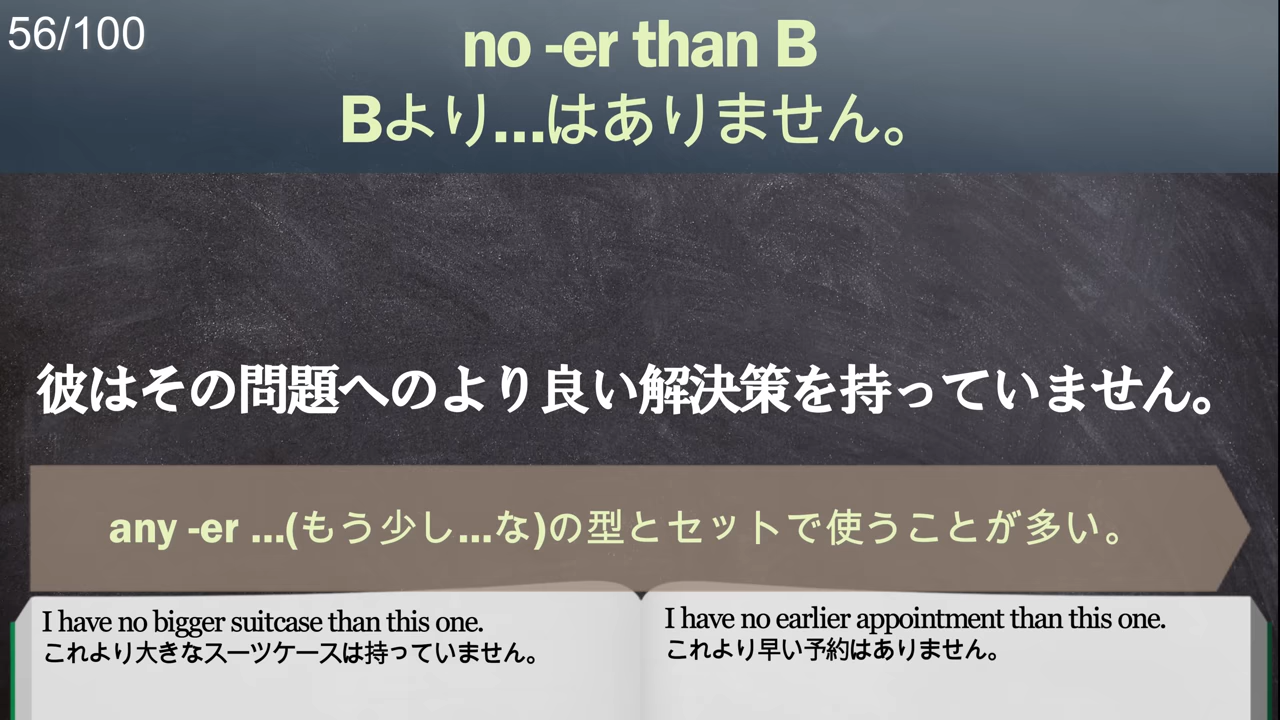 56/100
no -er than B
Bより...はありません。
彼はその問題へのより良い解決策を持っていません。
any -er ...(もう少し...な)の型とセットで使うことが多い。
I have no bigger suitcase than this one.
これより大きなスーツケースは持っていません。
I have no earlier appointment than this one.
これより早い予約はありません。